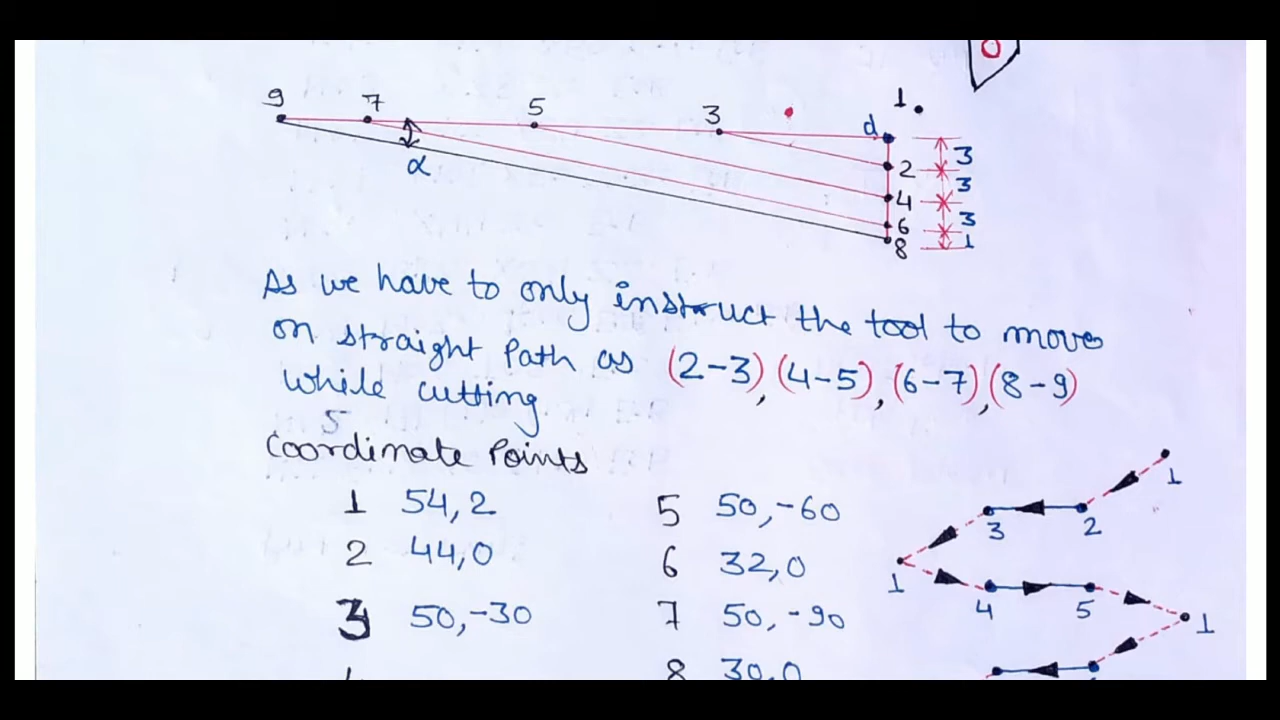 0
9 7 5 3 d 1
α
2 3
4 3
6 3
8 1
As we have to only instruct the tool to move
on straight Path as (2-3), (4-5), (6-7), (8-9)
while cutting.
5
Coordinate Points
1 54,2 5 50,-60
2 44,0 6 32,0
3 50,-30 7 50,-90
8 30,0
1
3 2
1
4 5
1